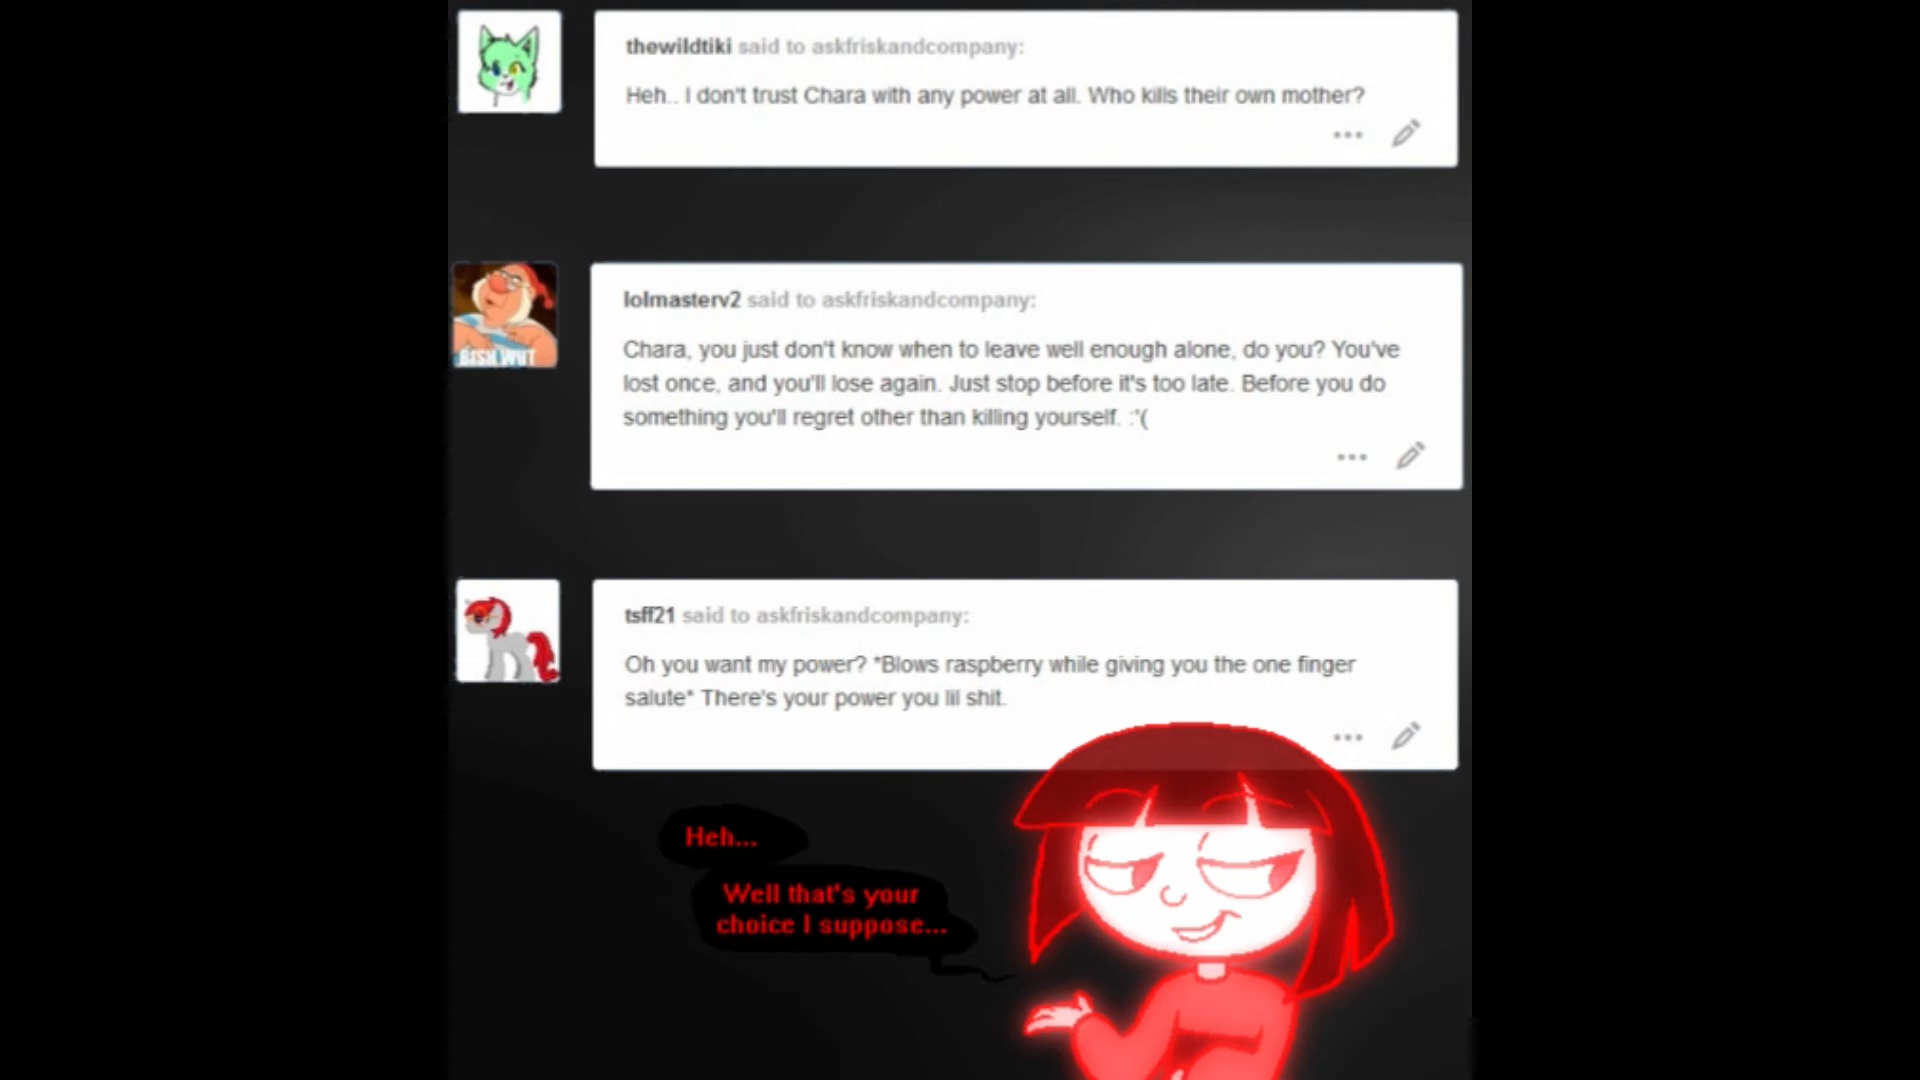 thewildtiki said to askfriskandcompany:
Heh.. I don't trust Chara with any power at all. Who kills their own mother?
lolmasterv2 said to askfriskandcompany:
Chara, you just don't know when to leave well enough alone, do you? You've
lost once, and you'll lose again. Just stop before it's too late. Before you do
something you'll regret other than killing yourself. :'(
BISH WUT
tsff21 said to askfriskandcompany:
Oh you want my power? *Blows raspberry while giving you the one finger
salute* There's your power you lil shit.
Heh...
Well that's your
choice I suppose...